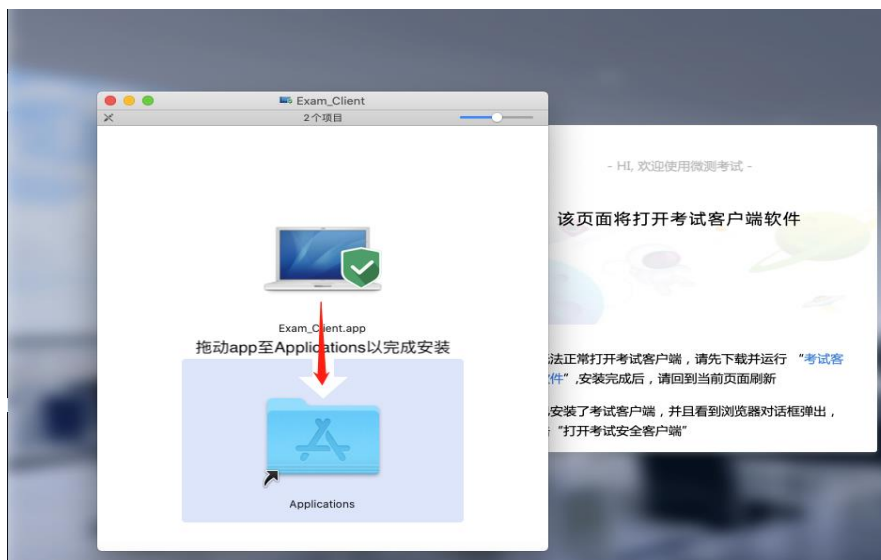 Exam_Client
2个项目
Exam_Client.app
拖动app至Applications以完成安装
Applications
- HI, 欢迎使用微测考试 -
该页面将打开考试客户端软件
法正常打开考试客户端，请先下载并运行 “考试客
件”,安装完成后，请回到当前页面刷新
安装了考试客户端，并且看到浏览器对话框弹出，
“打开考试安全客户端”